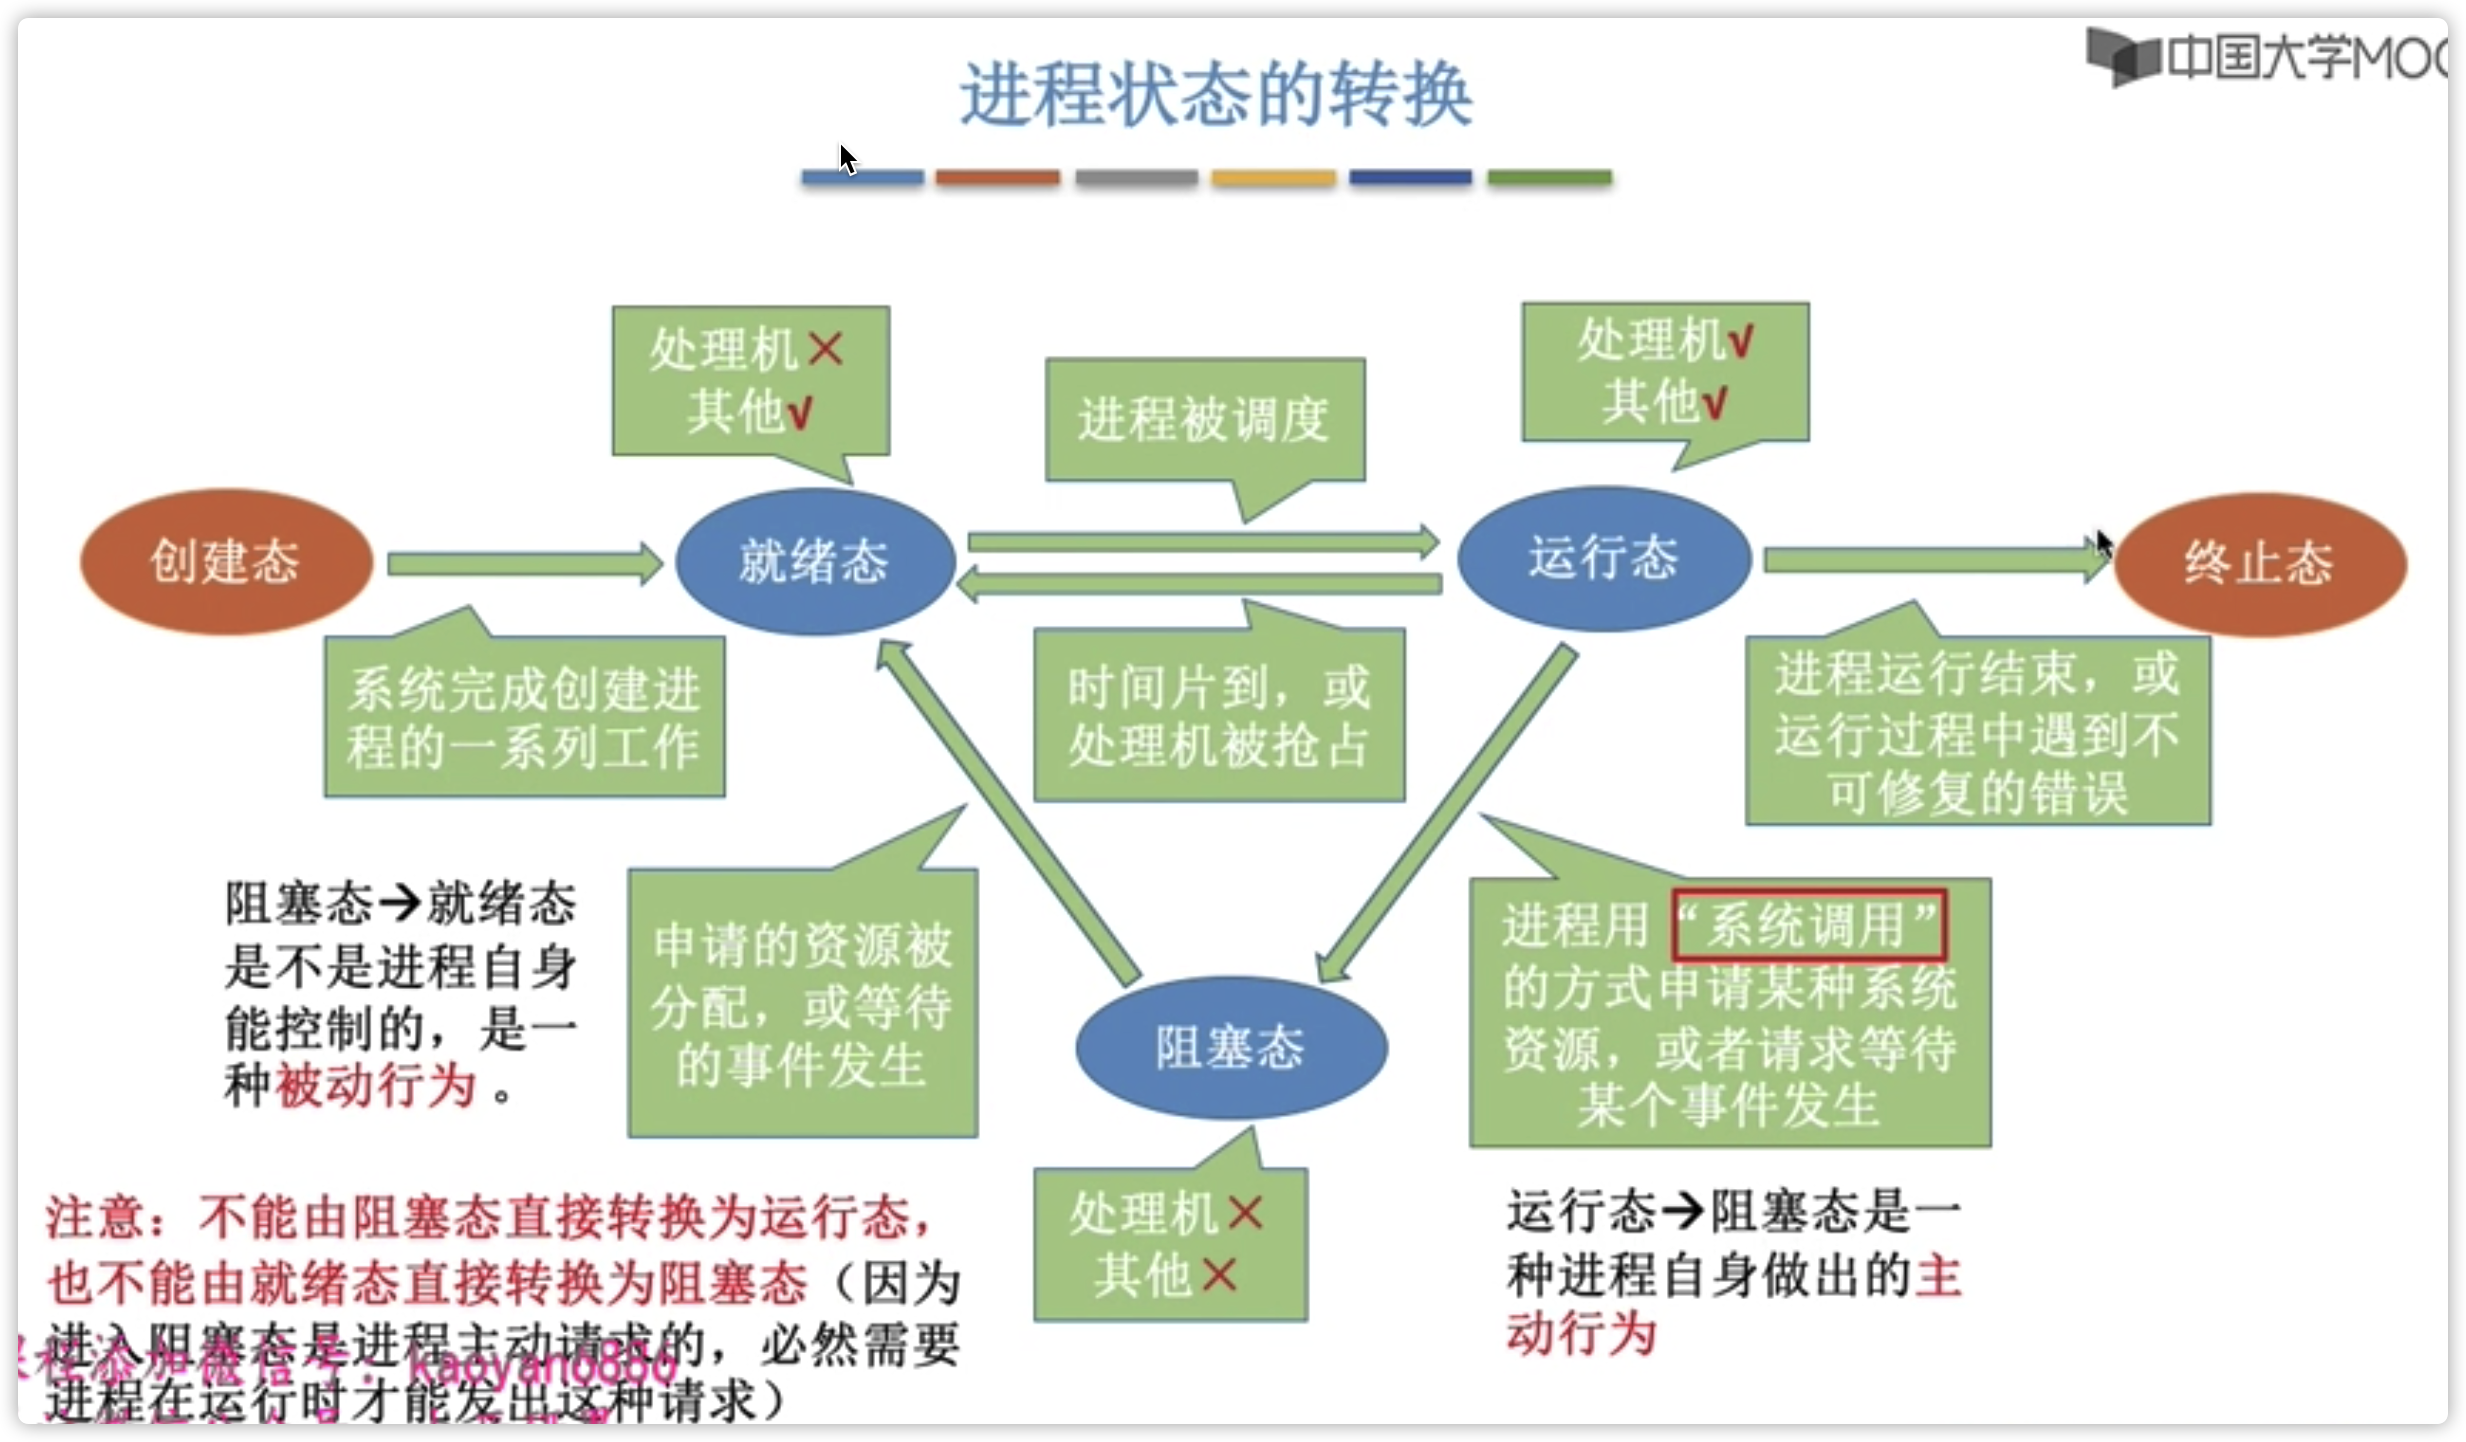 中国大学MOO
进程状态的转换
处理机×
其他√
进程被调度
处理机√
其他√
创建态
就绪态
运行态
终止态
系统完成创建进
程的一系列工作
时间片到，或
处理机被抢占
进程运行结束，或
运行过程中遇到不
可修复的错误
阻塞态→就绪态
是不是进程自身
能控制的，是一
种被动行为。
申请的资源被
分配，或等待
的事件发生
进程用“系统调用”
的方式申请某种系统
资源，或者请求等待
某个事件发生
阻塞态
处理机×
其他×
注意：不能由阻塞态直接转换为运行态，
也不能由就绪态直接转换为阻塞态（因为
进入阻塞态是进程主动请求的，必然需要
进程在运行时才能发出这种请求）
程添加微信号：kaoyan6886
运行态→阻塞态是一
种进程自身做出的主
动行为